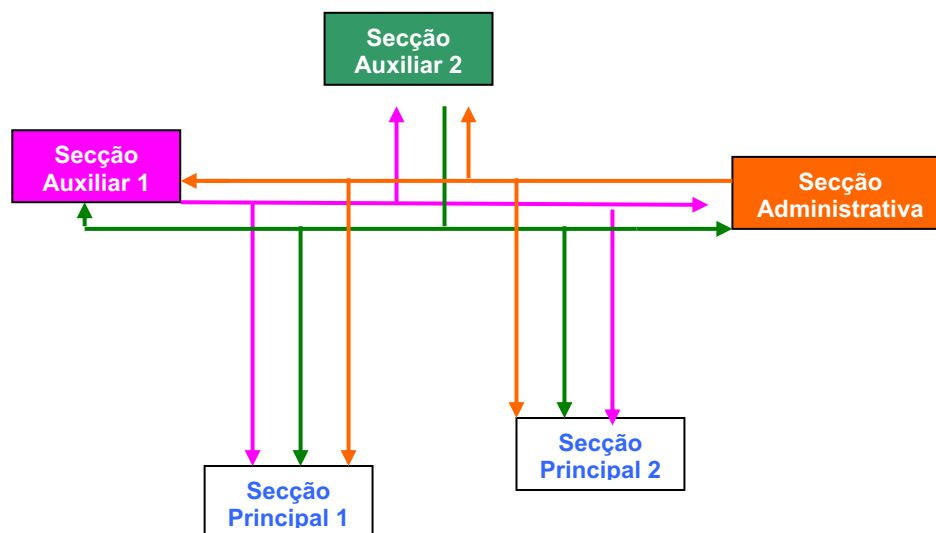 Secção
Auxiliar 2
Secção
Auxiliar 1
Secção
Administrativa
Secção
Principal 2
Secção
Principal 1